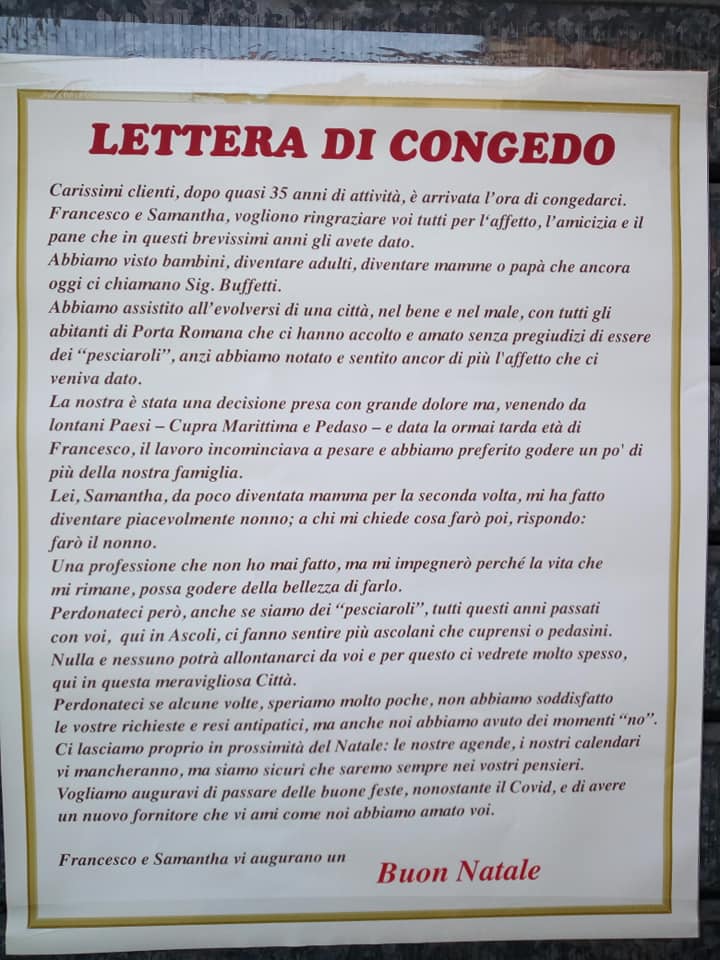 LETTERA DI CONGEDO
Carissimi clienti, dopo quasi 35 anni di attività, è arrivata l’ora di congedarci.
Francesco e Samantha, vogliono ringraziare voi tutti per l‘affetto, l’amicizia e il
pane che in questi brevissimi anni gli avete dato.
Abbiamo visto bambini, diventare adulti, diventare mamme o papà che ancora
oggi ci chiamano Sig. Buffetti.
Abbiamo assistito all’evolversi di una città, nel bene e nel male, con tutti gli
abitanti di Porta Romana che ci hanno accolto e amato senza pregiudizi di essere
dei “pesciaroli”, anzi abbiamo notato e sentito ancor di più l'affetto che ci
veniva dato.
La nostra è stata una decisione presa con grande dolore ma, venendo da
lontani Paesi – Cupra Marittima e Pedaso – e data la ormai tarda età di
Francesco, il lavoro incominciava a pesare e abbiamo preferito godere un po' di
più della nostra famiglia.
Lei, Samantha, da poco diventata mamma per la seconda volta, mi ha fatto
diventare piacevolmente nonno; a chi mi chiede cosa farò poi, rispondo:
farò il nonno.
Una professione che non ho mai fatto, ma mi impegnerò perché la vita che
mi rimane, possa godere della bellezza di farlo.
Perdonateci però, anche se siamo dei “pesciaroli”, tutti questi anni passati
con voi, qui in Ascoli, ci fanno sentire più ascolani che cuprensi o pedasini.
Nulla e nessuno potrà allontanarci da voi e per questo ci vedrete molto spesso,
qui in questa meravigliosa Città.
Perdonateci se alcune volte, speriamo molto poche, non abbiamo soddisfatto
le vostre richieste e resi antipatici, ma anche noi abbiamo avuto dei momenti “no”.
Ci lasciamo proprio in prossimità del Natale: le nostre agende, i nostri calendari
vi mancheranno, ma siamo sicuri che saremo sempre nei vostri pensieri.
Vogliamo auguravi di passare delle buone feste, nonostante il Covid, e di avere
un nuovo fornitore che vi ami come noi abbiamo amato voi.
Francesco e Samantha vi augurano un
Buon Natale